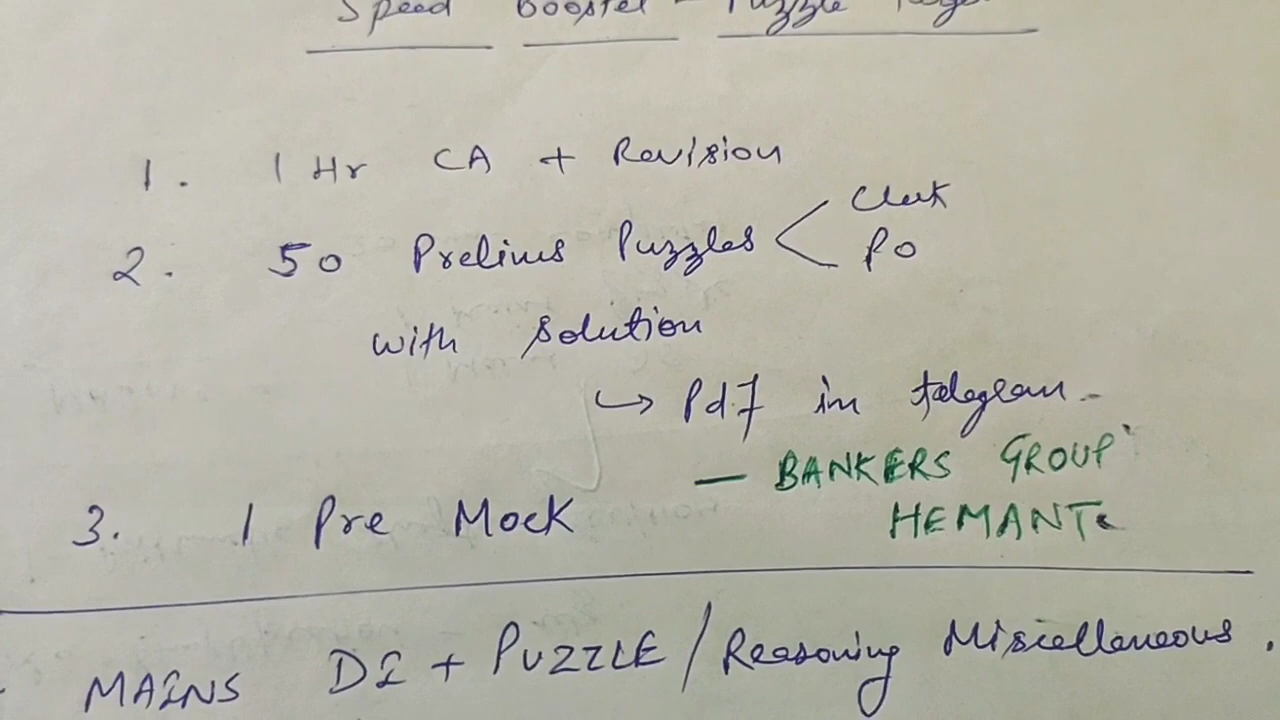 Speed Booster - Puzzle
1. 1 Hr CA + Revision
2. 50 Prelims Puzzles < Clerk
PO
with solution
↳ Pdf in telegram.
— BANKERS GROUP
HEMANT
3. 1 Pre Mock
MAINS DI + PUZZLE / Reasoning Miscellaneous.